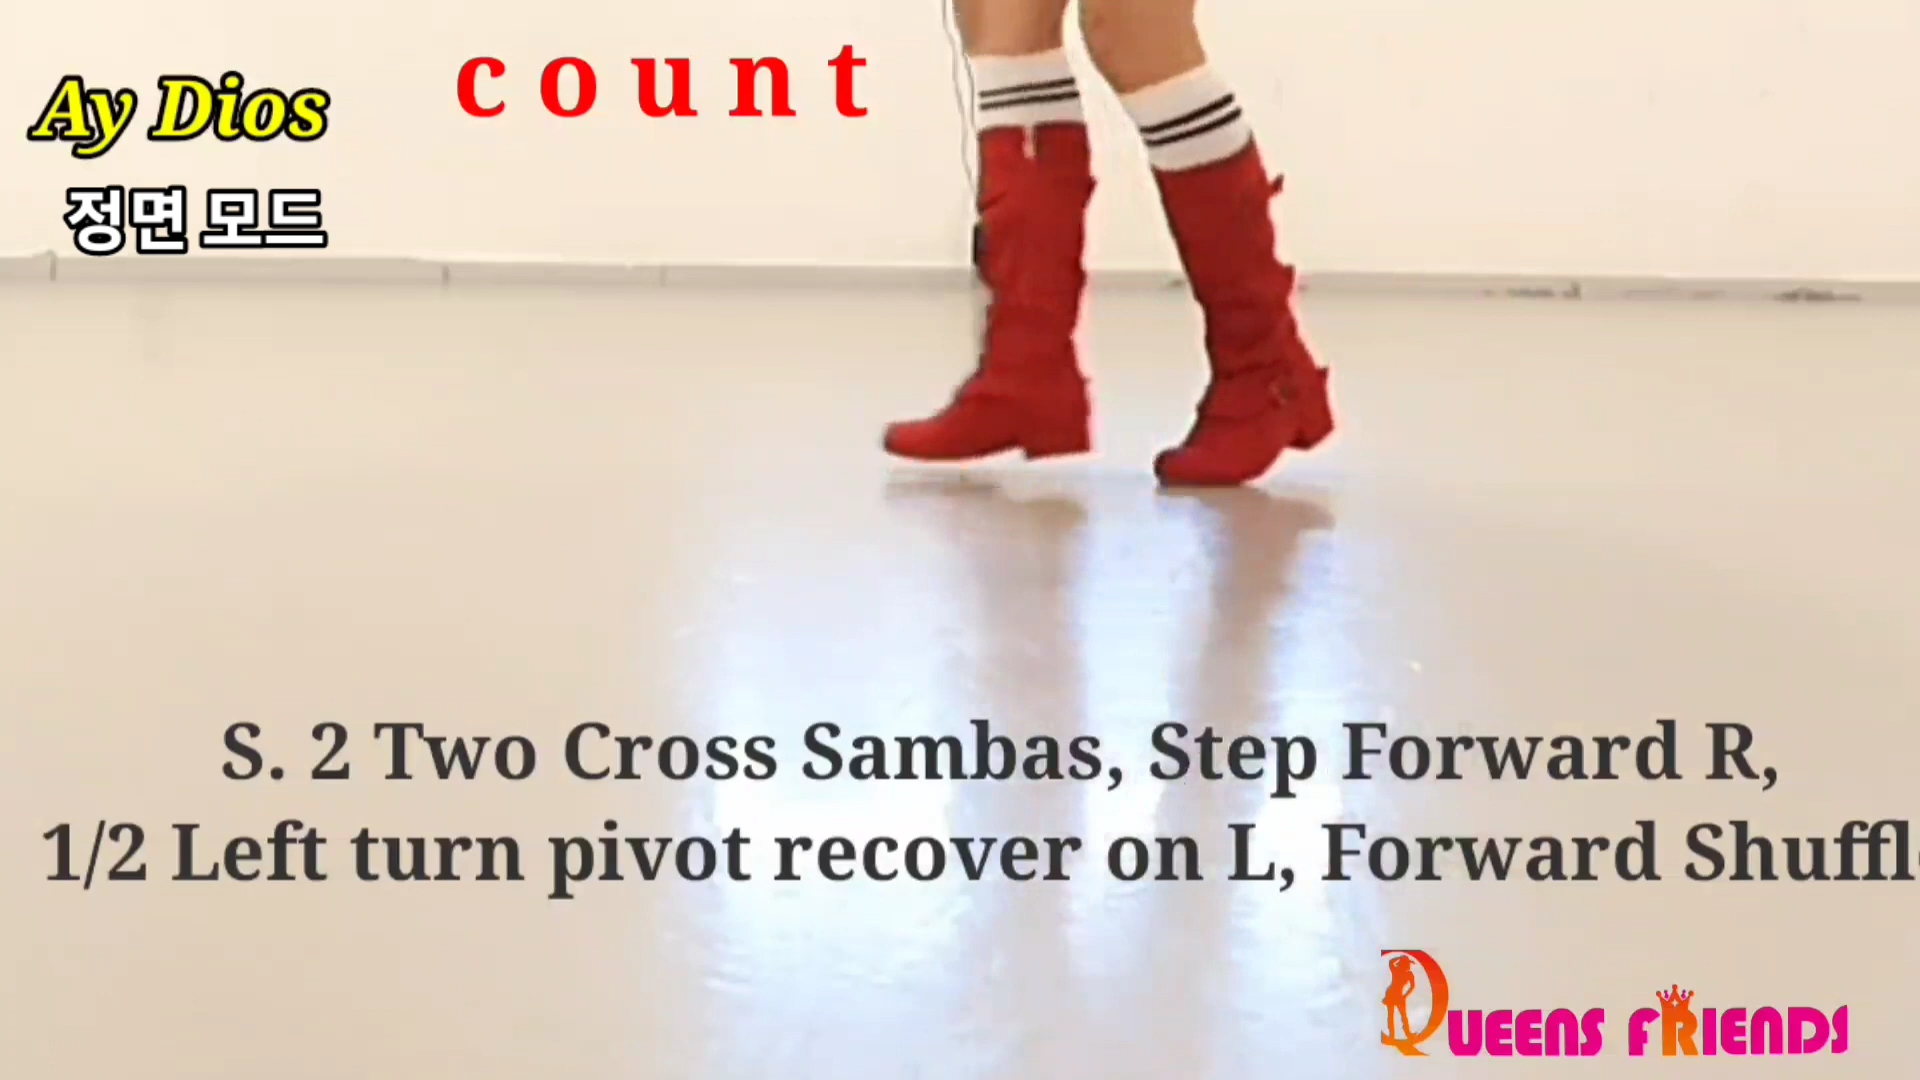 Ay Dios
count
정면 모드
S. 2 Two Cross Sambas, Step Forward R,
1/2 Left turn pivot recover on L, Forward Shuffl
QUEENS FRIENDS